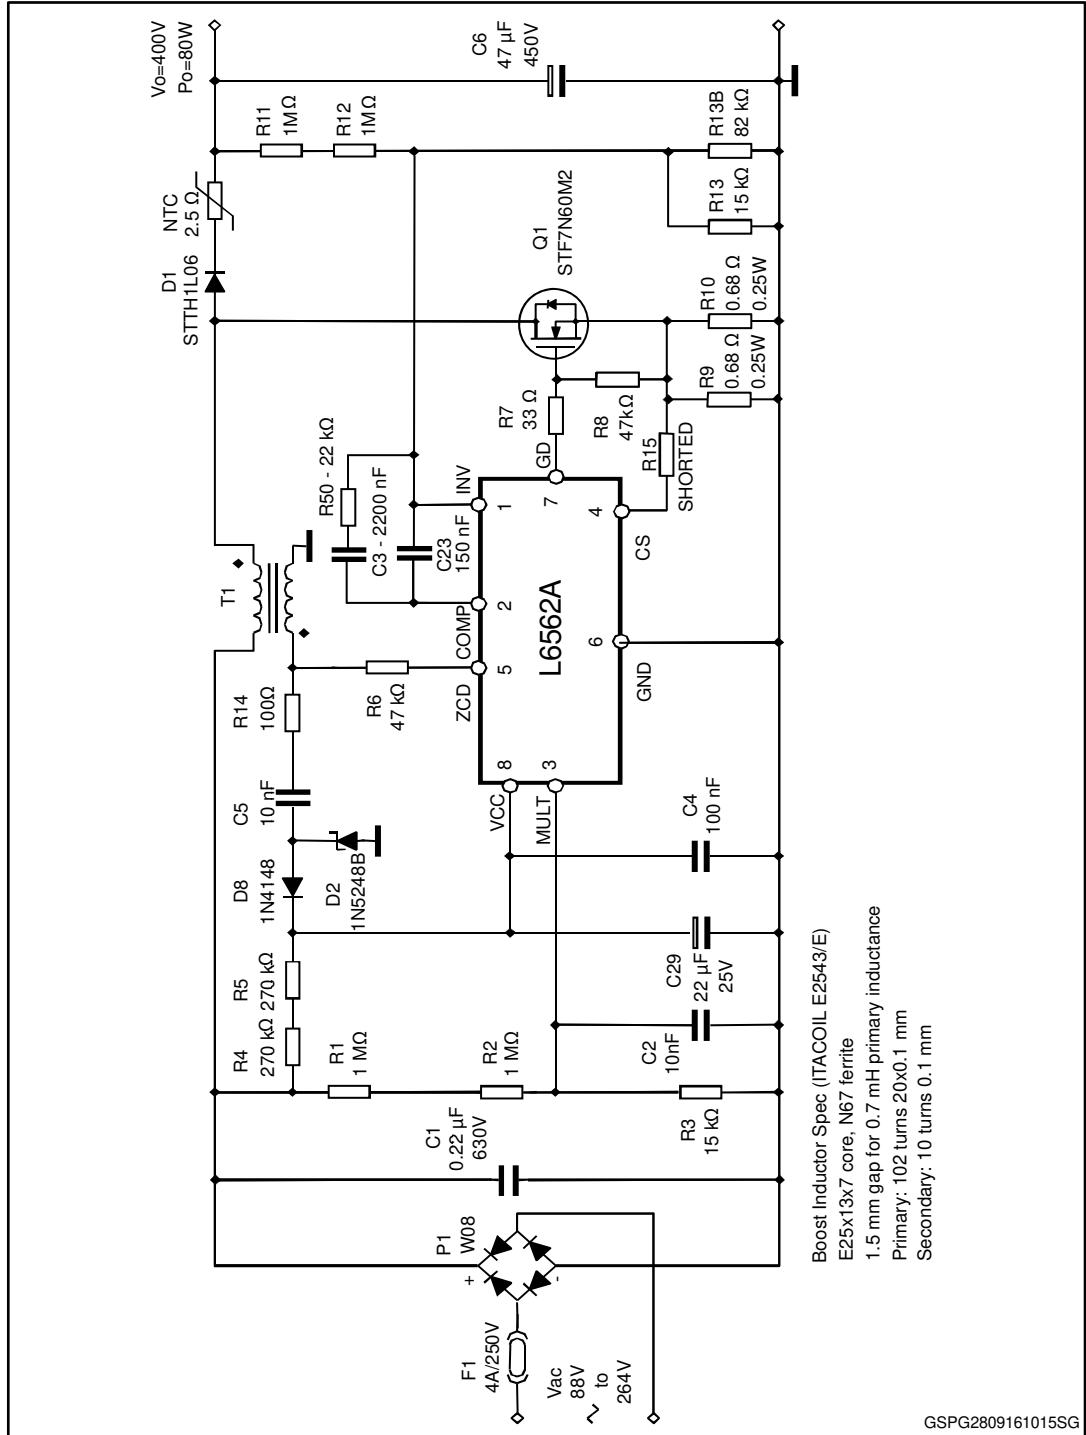 F1
4A/250V
Vac
88V
to
264V
P1
W08
+
-
C1
0.22 µF
630V
R4
270 kΩ
R5
270 kΩ
R1
1 MΩ
R2
1 MΩ
R3
15 kΩ
C2
10nF
C29
22 µF
25V
C4
100 nF
D8
1N4148
D2
1N5248B
C5
10 nF
R14
100Ω
R6
47 kΩ
T1
R50 - 22 kΩ
C3 - 2200 nF
C23
150 nF
VCC
8
MULT
3
ZCD
5
COMP
2
INV
1
L6562A
GND
6
CS
4
GD
7
R7
33 Ω
R8
47kΩ
R15
SHORTED
R9
0.68 Ω
0.25W
R10
0.68 Ω
0.25W
Q1
STF7N60M2
D1
STTH1L06
NTC
2.5 Ω
R11
1MΩ
R12
1MΩ
R13
15 kΩ
R13B
82 kΩ
C6
47 µF
450V
Vo=400V
Po=80W
Boost Inductor Spec (ITACOIL E2543/E)
E25x13x7 core, N67 ferrite
1.5 mm gap for 0.7 mH primary inductance
Primary: 102 turns 20x0.1 mm
Secondary: 10 turns 0.1 mm
GSPG2809161015SG